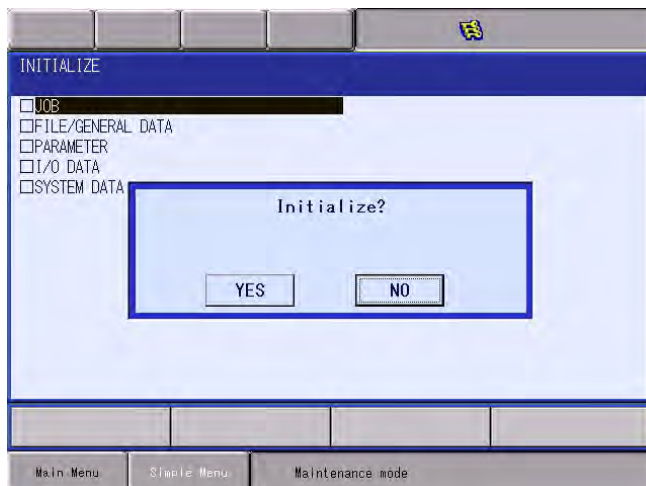 INITIALIZE
JOB
FILE/GENERAL DATA
PARAMETER
I/O DATA
SYSTEM DATA
Initialize?
YES NO
Main Menu Simple Menu Maintenance mode